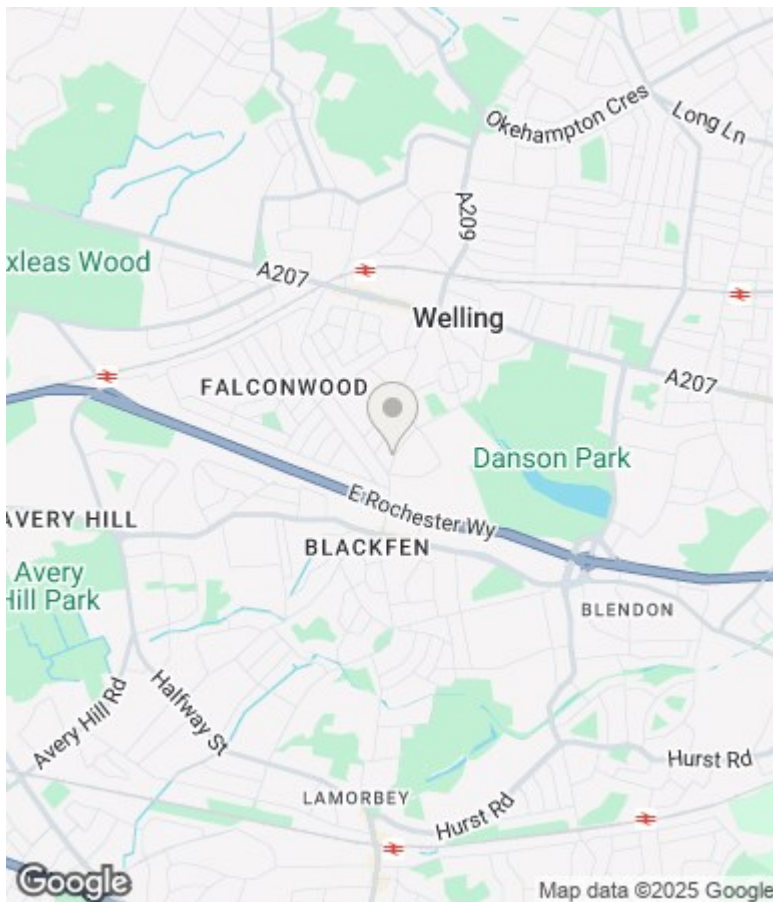 Okehampton Cres
Long Ln
A209
xleas Wood
A207
Welling
FALCONWOOD
A207
Danson Park
E Rochester Wy
AVERY HILL
BLACKFEN
Avery
Hill Park
BLENDON
Halfway St
Avery Hill Rd
Hurst Rd
LAMORBEY
Hurst Rd
Google
Map data ©2025 Google